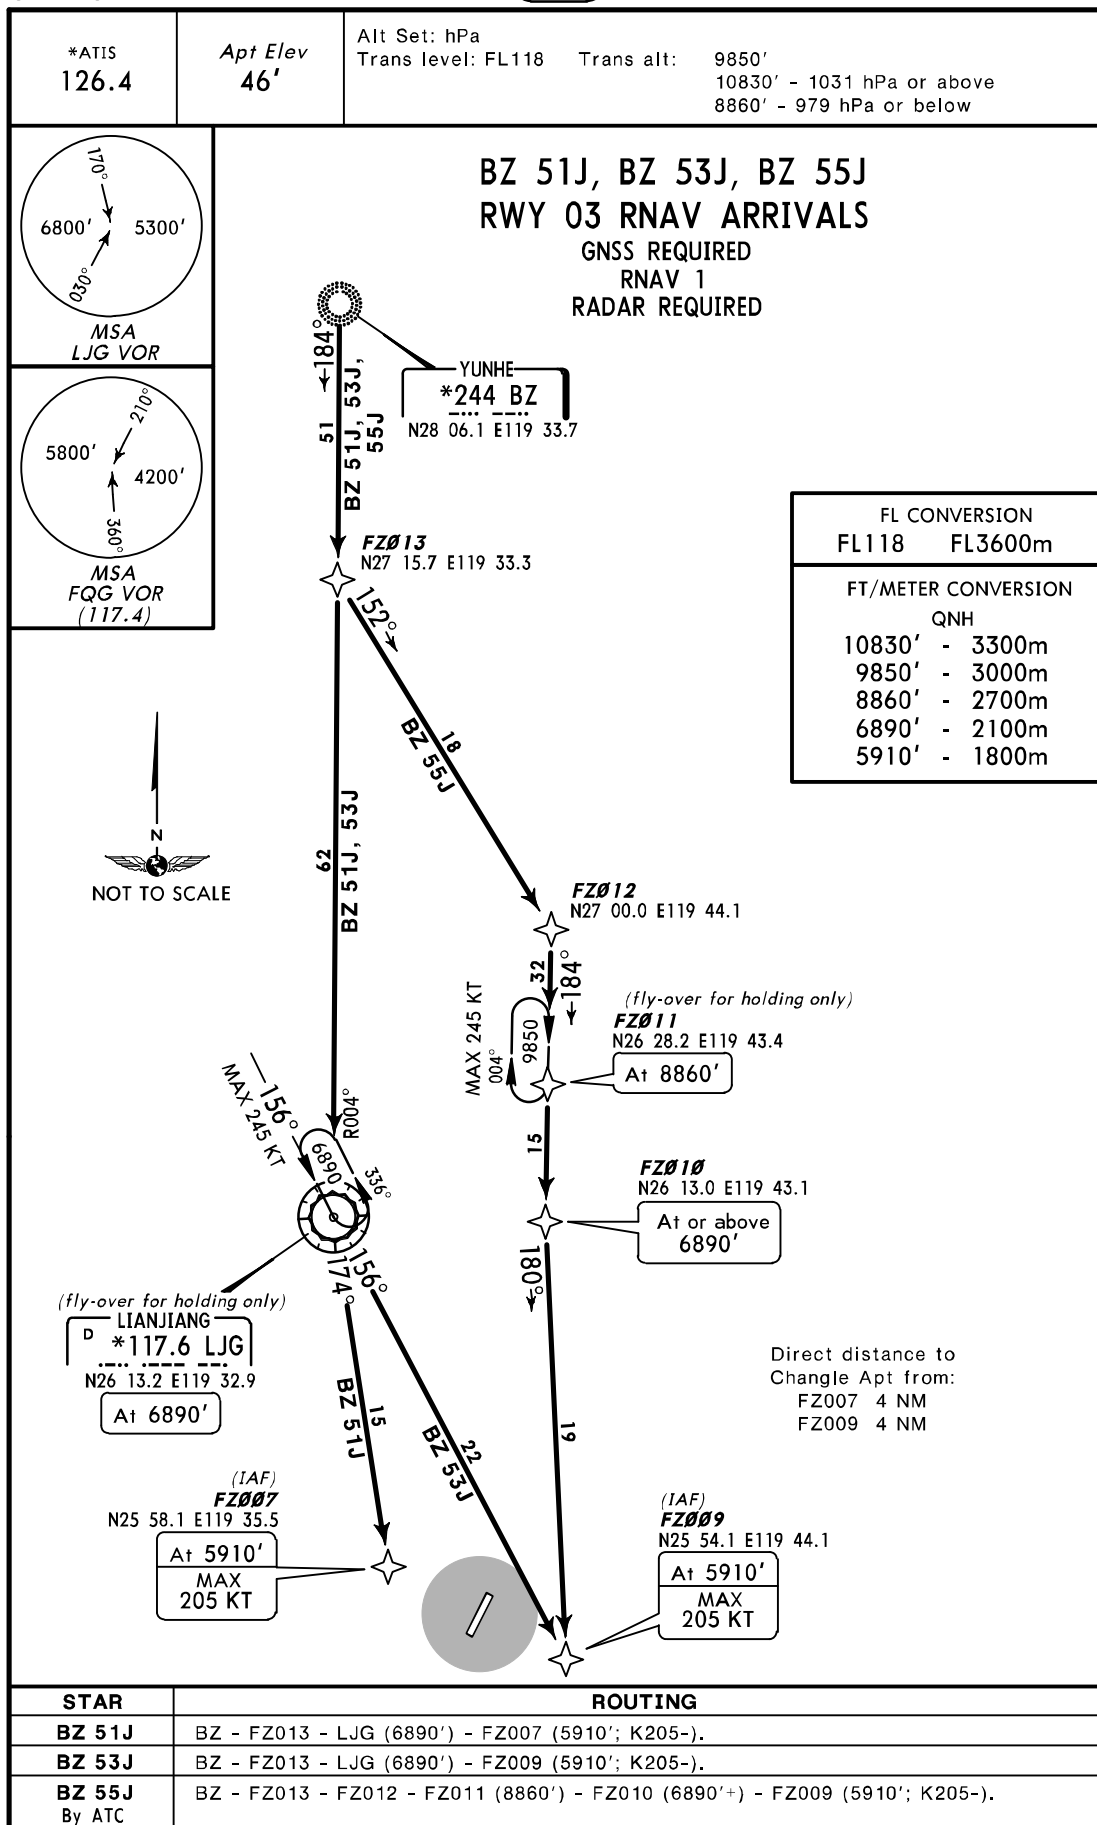 *ATIS
126.4
Apt Elev
46'
Alt Set: hPa
Trans level: FL118 Trans alt: 9850'
10830' - 1031 hPa or above
8860' - 979 hPa or below
170°
6800' 5300'
030°
MSA
LJG VOR
210°
5800'
4200'
360°
MSA
FQG VOR
(117.4)
BZ 51J, BZ 53J, BZ 55J
RWY 03 RNAV ARRIVALS
GNSS REQUIRED
RNAV 1
RADAR REQUIRED
184°
51
BZ 51J, 53J,
55J
YUNHE
*244 BZ
N28 06.1 E119 33.7
FZØ13
N27 15.7 E119 33.3
152°
18
BZ 55J
62
BZ 51J, 53J
FL CONVERSION
FL118 FL3600m
FT/METER CONVERSION
QNH
10830' - 3300m
9850' - 3000m
8860' - 2700m
6890' - 2100m
5910' - 1800m
N
NOT TO SCALE
FZØ12
N27 00.0 E119 44.1
32
184°
MAX 245 KT
004°
9850
(fly-over for holding only)
FZØ11
N26 28.2 E119 43.4
At 8860'
15
156°
MAX 245 KT
R004°
6890
336°
FZØ1Ø
N26 13.0 E119 43.1
At or above
6890'
180°
174°
156°
(fly-over for holding only)
LIANJIANG
D *117.6 LJG
N26 13.2 E119 32.9
At 6890'
15
BZ 51J
22
BZ 53J
19
Direct distance to
Changle Apt from:
FZ007 4 NM
FZ009 4 NM
(IAF)
FZØØ7
N25 58.1 E119 35.5
At 5910'
MAX
205 KT
(IAF)
FZØØ9
N25 54.1 E119 44.1
At 5910'
MAX
205 KT
STAR ROUTING
BZ 51J BZ - FZ013 - LJG (6890') - FZ007 (5910'; K205-).
BZ 53J BZ - FZ013 - LJG (6890') - FZ009 (5910'; K205-).
BZ 55J BZ - FZ013 - FZ012 - FZ011 (8860') - FZ010 (6890'+) - FZ009 (5910'; K205-).
By ATC